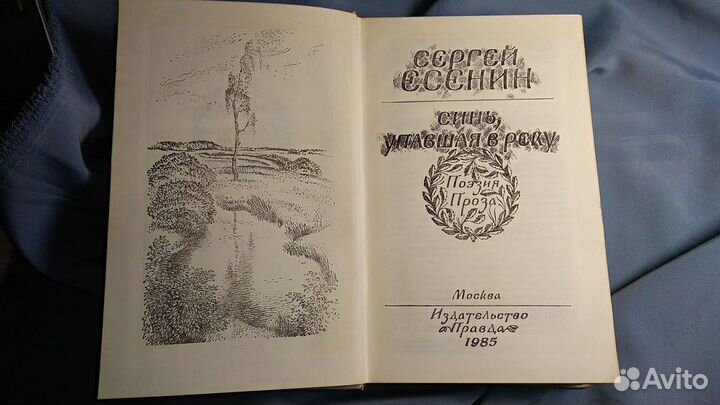 СЕРГЕЙ
ЕСЕНИН
СИНЬ,
УПАВШАЯ В РЕКУ
Поэзия
Проза
Москва
Издательство
«Правда»
1985
Avito